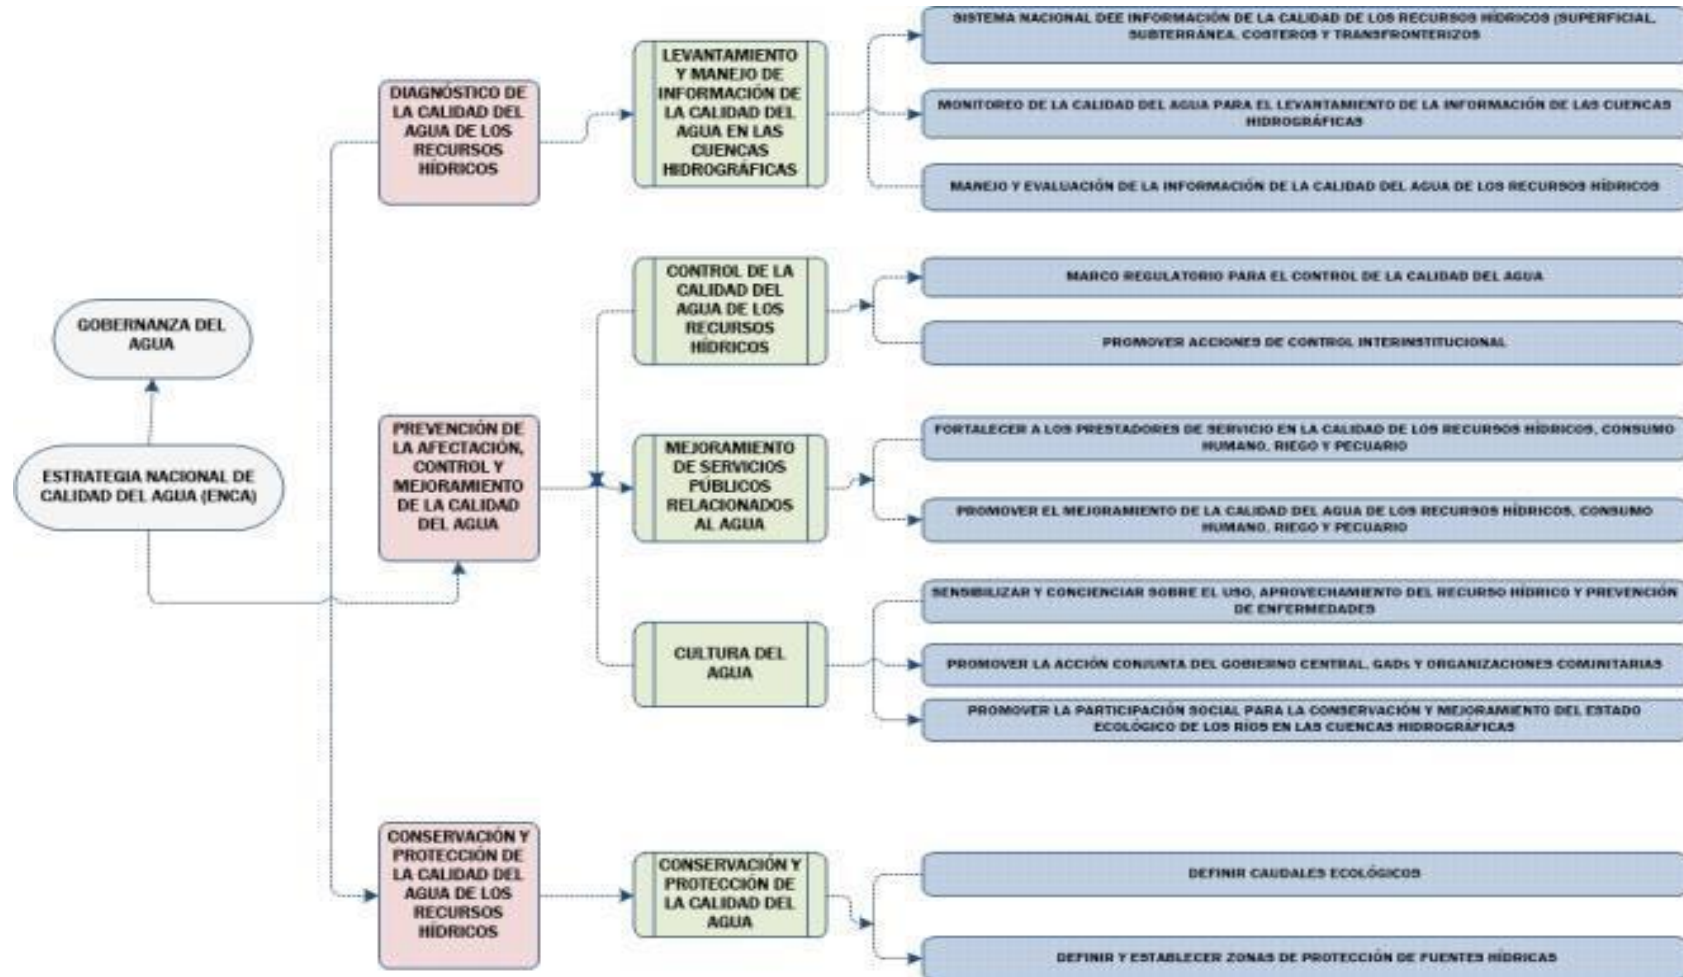 GOBERNANZA DEL
AGUA
ESTRATEGIA NACIONAL DE
CALIDAD DEL AGUA (ENCA)
DIAGNÓSTICO DE
LA CALIDAD DEL
AGUA DE LOS
RECURSOS
HÍDRICOS
PREVENCIÓN DE
LA AFECTACIÓN,
CONTROL Y
MEJORAMIENTO
DE LA CALIDAD
DEL AGUA
CONSERVACIÓN Y
PROTECCIÓN DE
LA CALIDAD DEL
AGUA DE LOS
RECURSOS
HÍDRICOS
LEVANTAMIENTO
Y MANEJO DE
INFORMACIÓN DE
LA CALIDAD DEL
AGUA EN LAS
CUENCAS
HIDROGRÁFICAS
CONTROL DE LA
CALIDAD DEL
AGUA DE LOS
RECURSOS
HÍDRICOS
MEJORAMIENTO
DE SERVICIOS
PÚBLICOS
RELACIONADOS
AL AGUA
CULTURA DEL
AGUA
CONSERVACIÓN Y
PROTECCIÓN DE
LA CALIDAD DEL
AGUA
SISTEMA NACIONAL DEE INFORMACIÓN DE LA CALIDAD DE LOS RECURSOS HÍDRICOS (SUPERFICIAL,
SUBTERRÁNEA, COSTEROS Y TRANSFRONTERIZOS
MONITOREO DE LA CALIDAD DEL AGUA PARA EL LEVANTAMIENTO DE LA INFORMACIÓN DE LAS CUENCAS
HIDROGRÁFICAS
MANEJO Y EVALUACIÓN DE LA INFORMACIÓN DE LA CALIDAD DEL AGUA DE LOS RECURSOS HÍDRICOS
MARCO REGULATORIO PARA EL CONTROL DE LA CALIDAD DEL AGUA
PROMOVER ACCIONES DE CONTROL INTERINSTITUCIONAL
FORTALECER A LOS PRESTADORES DE SERVICIO EN LA CALIDAD DE LOS RECURSOS HÍDRICOS, CONSUMO
HUMANO, RIEGO Y PECUARIO
PROMOVER EL MEJORAMIENTO DE LA CALIDAD DEL AGUA DE LOS RECURSOS HÍDRICOS, CONSUMO
HUMANO, RIEGO Y PECUARIO
SENSIBILIZAR Y CONCIENCIAR SOBRE EL USO, APROVECHAMIENTO DEL RECURSO HÍDRICO Y PREVENCIÓN
DE ENFERMEDADES
PROMOVER LA ACCIÓN CONJUNTA DEL GOBIERNO CENTRAL, GADs Y ORGANIZACIONES COMINITARIAS
PROMOVER LA PARTICIPACIÓN SOCIAL PARA LA CONSERVACIÓN Y MEJORAMIENTO DEL ESTADO
ECOLÓGICO DE LOS RÍOS EN LAS CUENCAS HIDROGRÁFICAS
DEFINIR CAUDALES ECOLÓGICOS
DEFINIR Y ESTABLECER ZONAS DE PROTECCIÓN DE FUENTES HÍDRICAS